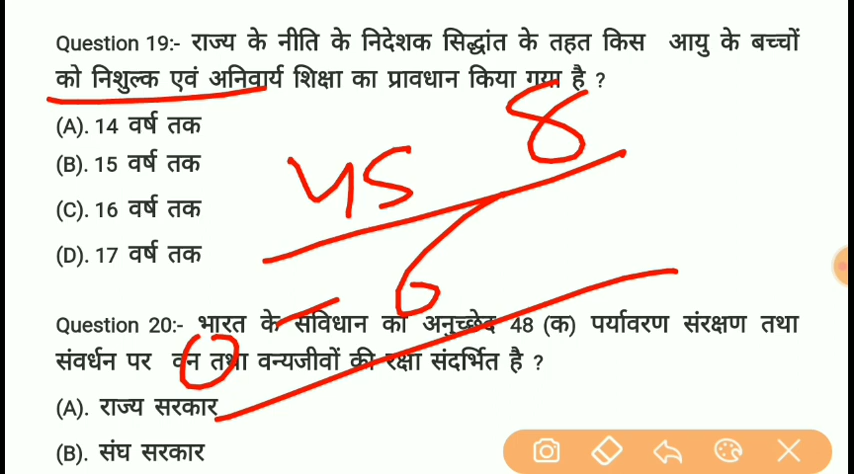 Question 19:- राज्य के नीति के निदेशक सिद्धांत के तहत किस आयु के बच्चों
को निशुल्क एवं अनिवार्य शिक्षा का प्रावधान किया गया है ?
(A). 14 वर्ष तक
(B). 15 वर्ष तक
(C). 16 वर्ष तक
(D). 17 वर्ष तक
8
45
6
Question 20:- भारत के संविधान का अनुच्छेद 48 (क) पर्यावरण संरक्षण तथा
संवर्धन पर वन तथा वन्यजीवों की रक्षा संदर्भित है ?
(A). राज्य सरकार
(B). संघ सरकार